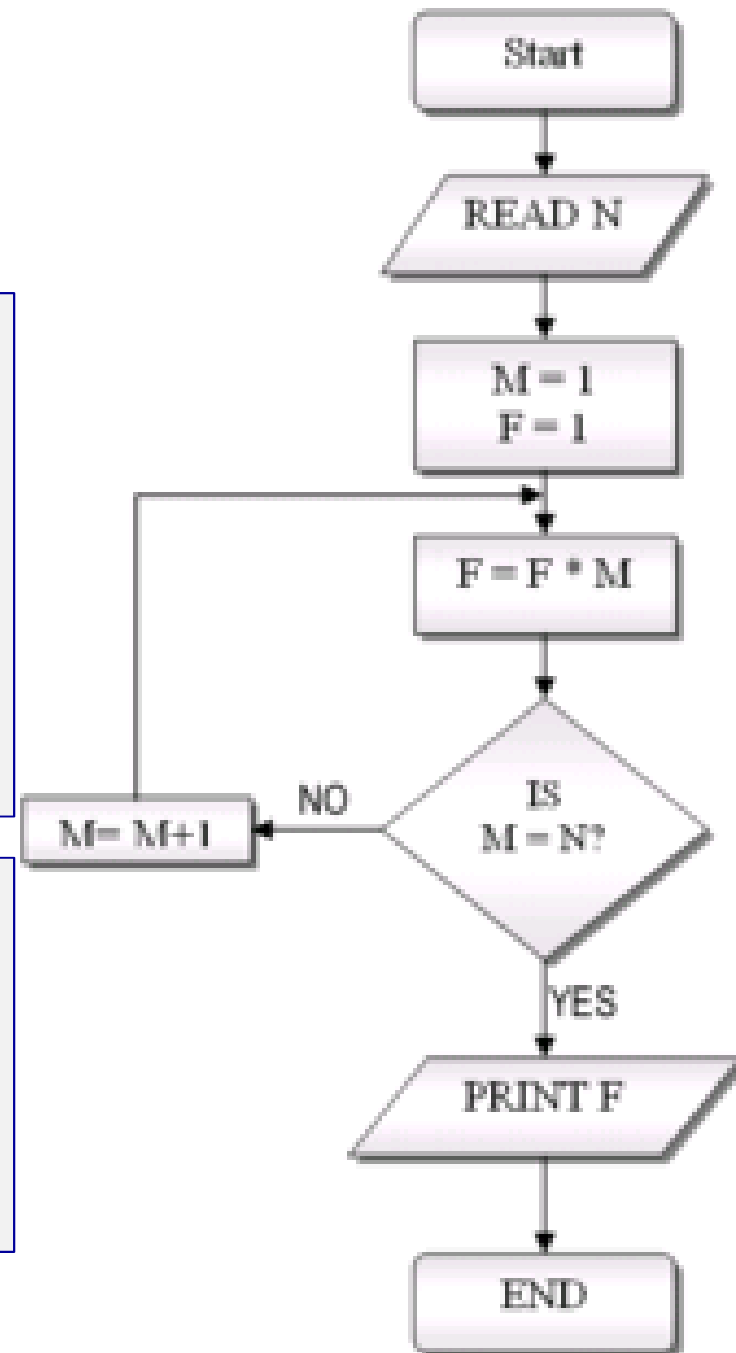 Start
READ N
M = 1
F = 1
F = F * M
IS
M = N?
NO
M= M+1
YES
PRINT F
END